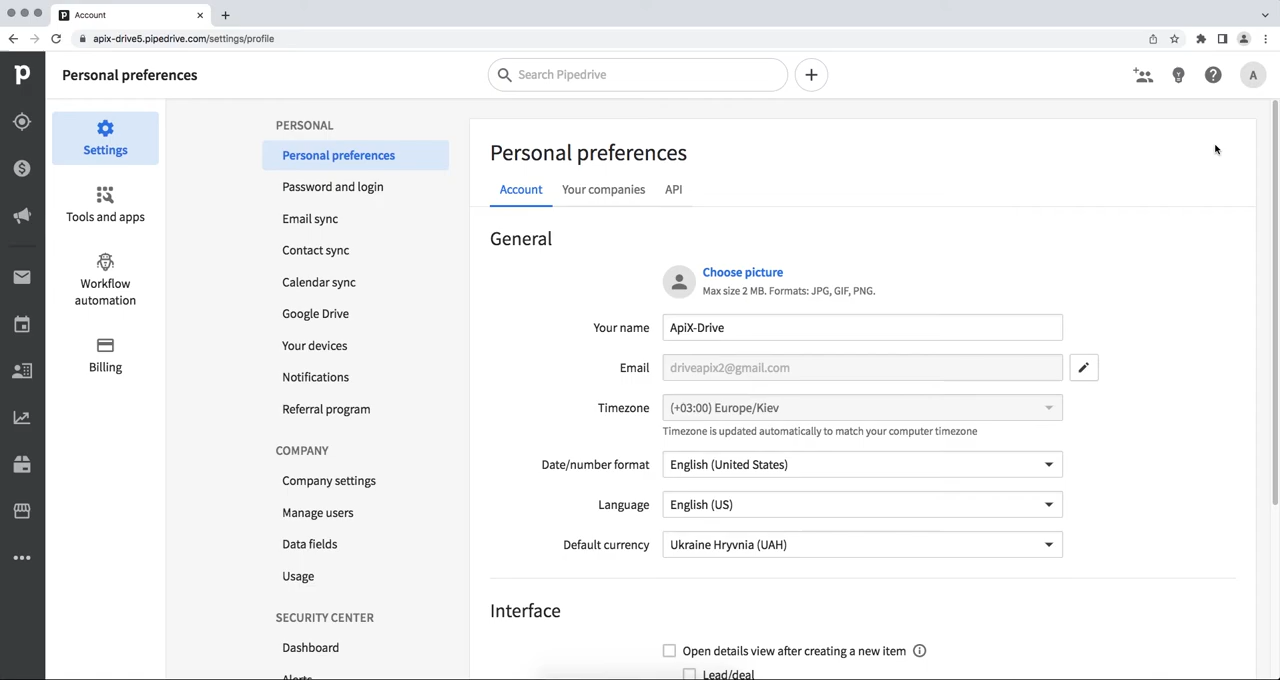 Account
apix-drive5.pipedrive.com/settings/profile
Personal preferences
Search Pipedrive
A
Settings
Tools and apps
Workflow
automation
Billing
PERSONAL
Personal preferences
Password and login
Email sync
Contact sync
Calendar sync
Google Drive
Your devices
Notifications
Referral program
COMPANY
Company settings
Manage users
Data fields
Usage
SECURITY CENTER
Dashboard
Alerts
Personal preferences
Account Your companies API
General
Choose picture
Max size 2 MB. Formats: JPG, GIF, PNG.
Your name ApiX-Drive
Email driveapix2@gmail.com
Timezone (+03:00) Europe/Kiev
Timezone is updated automatically to match your computer timezone
Date/number format English (United States)
Language English (US)
Default currency Ukraine Hryvnia (UAH)
Interface
Open details view after creating a new item
Lead/deal